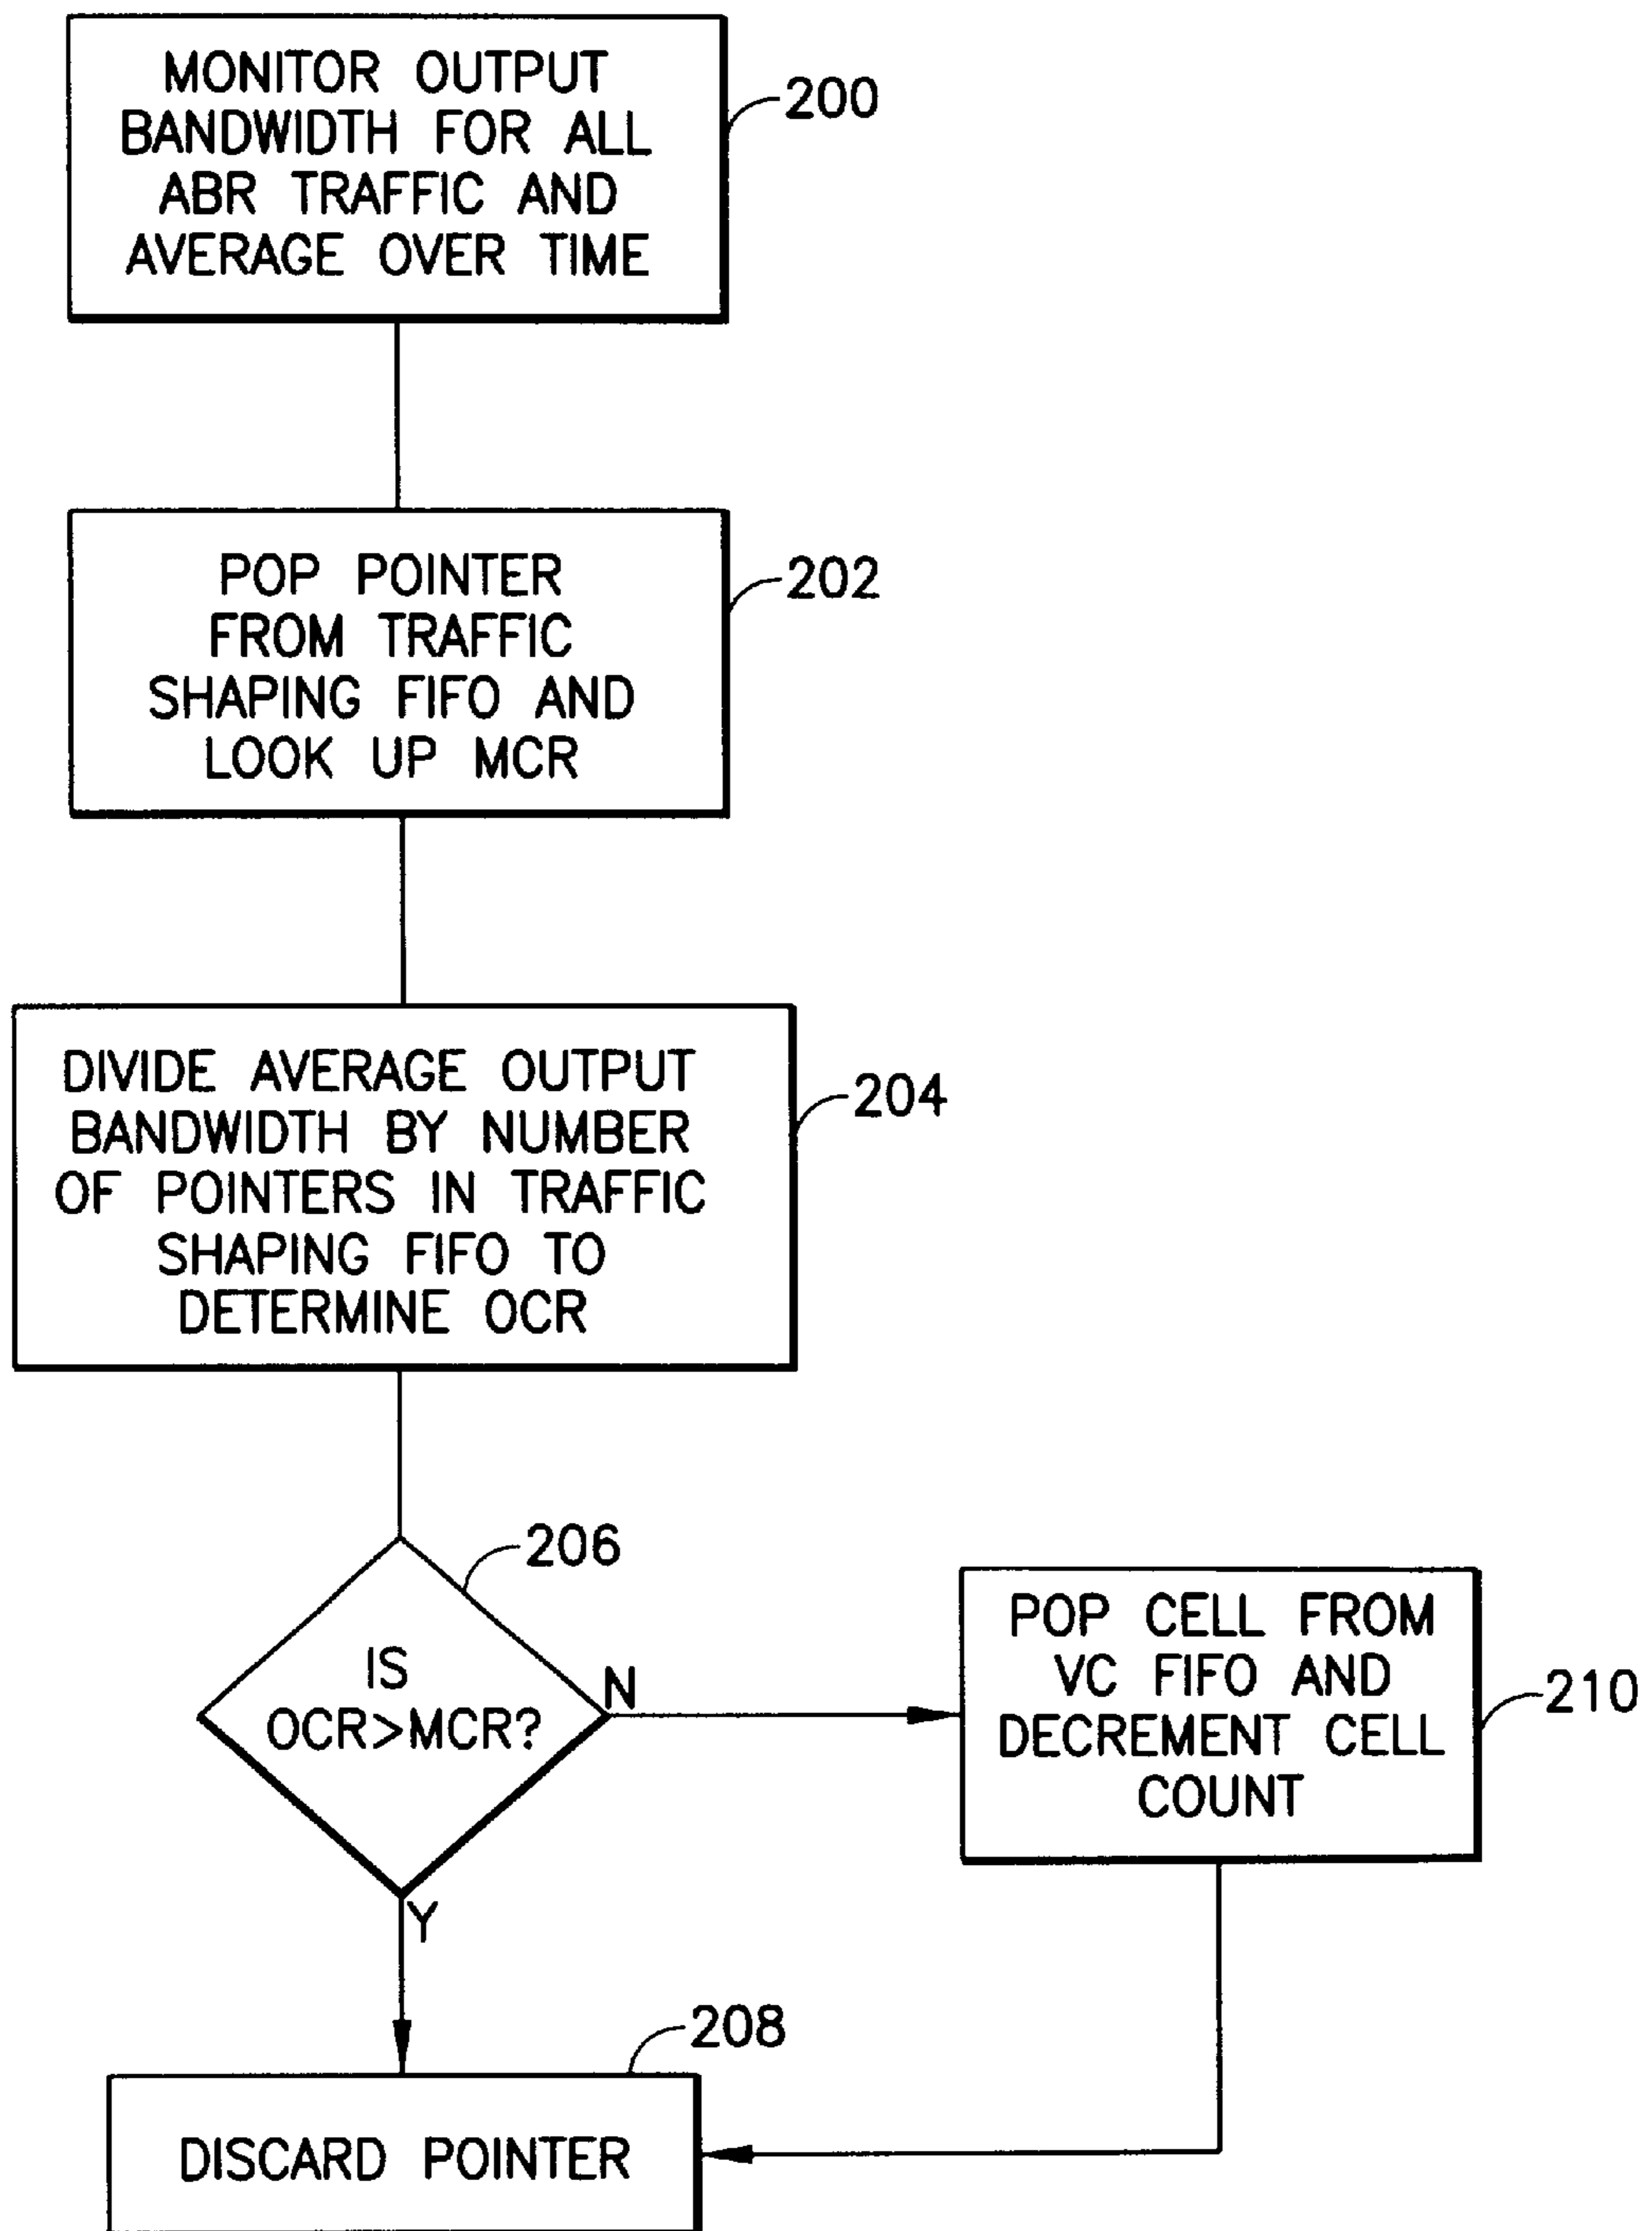 MONITOR OUTPUT
BANDWIDTH FOR ALL
ABR TRAFFIC AND
AVERAGE OVER TIME
200
POP POINTER
FROM TRAFFIC
SHAPING FIFO AND
LOOK UP MCR
202
DIVIDE AVERAGE OUTPUT
BANDWIDTH BY NUMBER
OF POINTERS IN TRAFFIC
SHAPING FIFO TO
DETERMINE OCR
204
IS
OCR>MCR?
206
N
Y
POP CELL FROM
VC FIFO AND
DECREMENT CELL
COUNT
210
DISCARD POINTER
208